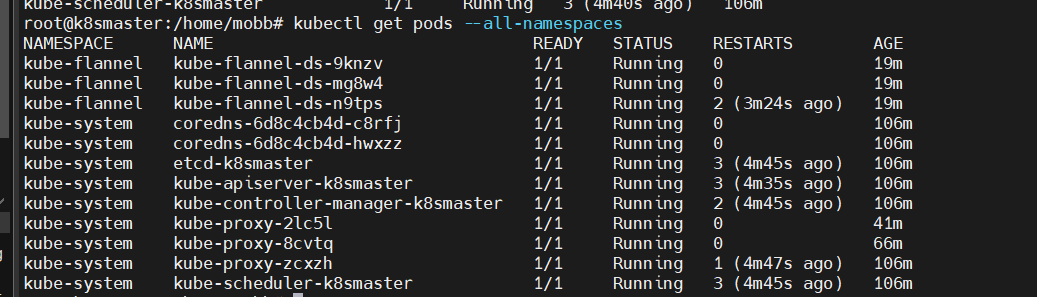 kube-scheduler-k8smaster 1/1 Running 3 (4m40s ago) 106m
root@k8smaster:/home/mobb# kubectl get pods --all-namespaces
NAMESPACE NAME READY STATUS RESTARTS AGE
kube-flannel kube-flannel-ds-9knzv 1/1 Running 0 19m
kube-flannel kube-flannel-ds-mg8w4 1/1 Running 0 19m
kube-flannel kube-flannel-ds-n9tps 1/1 Running 2 (3m24s ago) 19m
kube-system coredns-6d8c4cb4d-c8rfj 1/1 Running 0 106m
kube-system coredns-6d8c4cb4d-hwxzz 1/1 Running 0 106m
kube-system etcd-k8smaster 1/1 Running 3 (4m45s ago) 106m
kube-system kube-apiserver-k8smaster 1/1 Running 3 (4m35s ago) 106m
kube-system kube-controller-manager-k8smaster 1/1 Running 2 (4m45s ago) 106m
kube-system kube-proxy-2lc5l 1/1 Running 0 41m
kube-system kube-proxy-8cvtq 1/1 Running 0 66m
kube-system kube-proxy-zcxzh 1/1 Running 1 (4m47s ago) 106m
kube-system kube-scheduler-k8smaster 1/1 Running 3 (4m45s ago) 106m